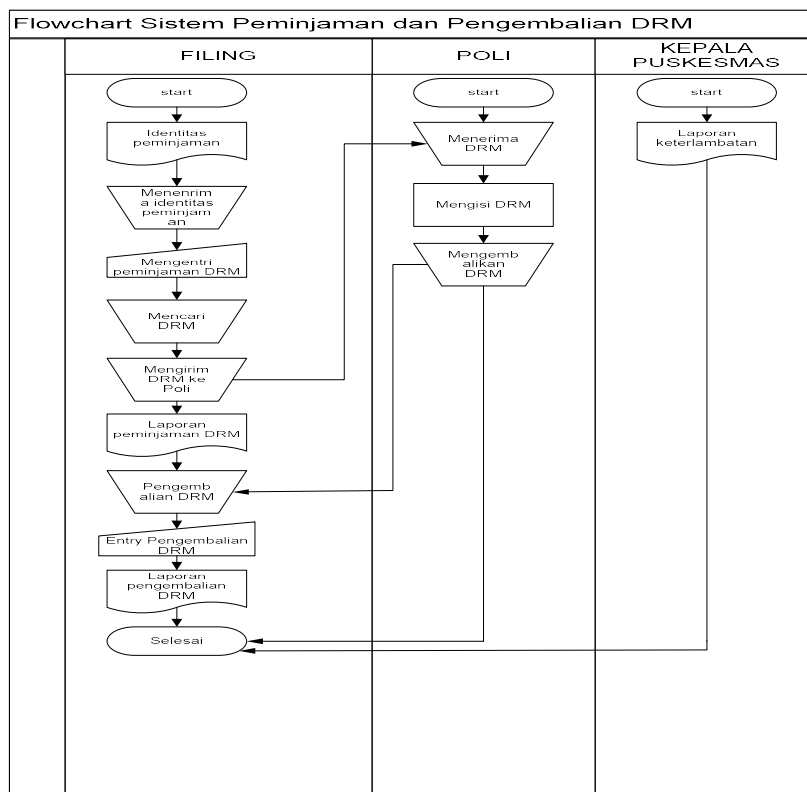 Flowchart Sistem Peminjaman dan Pengembalian DRM
FILING
POLI
KEPALA
PUSKESMAS
start
Identitas
peminjaman
Menenrim
a identitas
peminjam
an
Mengentri
peminjaman DRM
Mencari
DRM
Mengirim
DRM ke
Poli
Laporan
peminjaman DRM
Pengemb
alian DRM
Entry Pengembalian
DRM
Laporan
pengembalian
DRM
Selesai
start
Menerima
DRM
Mengisi DRM
Mengemb
alikan
DRM
start
Laporan
keterlambatan